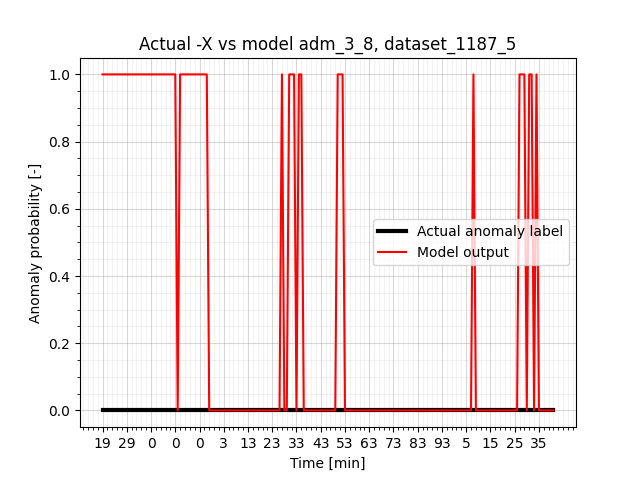 Actual -X vs model adm_3_8, dataset_1187_5
Anomaly probability [-]
1.0
0.8
0.6
0.4
0.2
0.0
Actual anomaly label
Model output
19 29 0 0 0 3 13 23 33 43 53 63 73 83 93 5 15 25 35
Time [min]